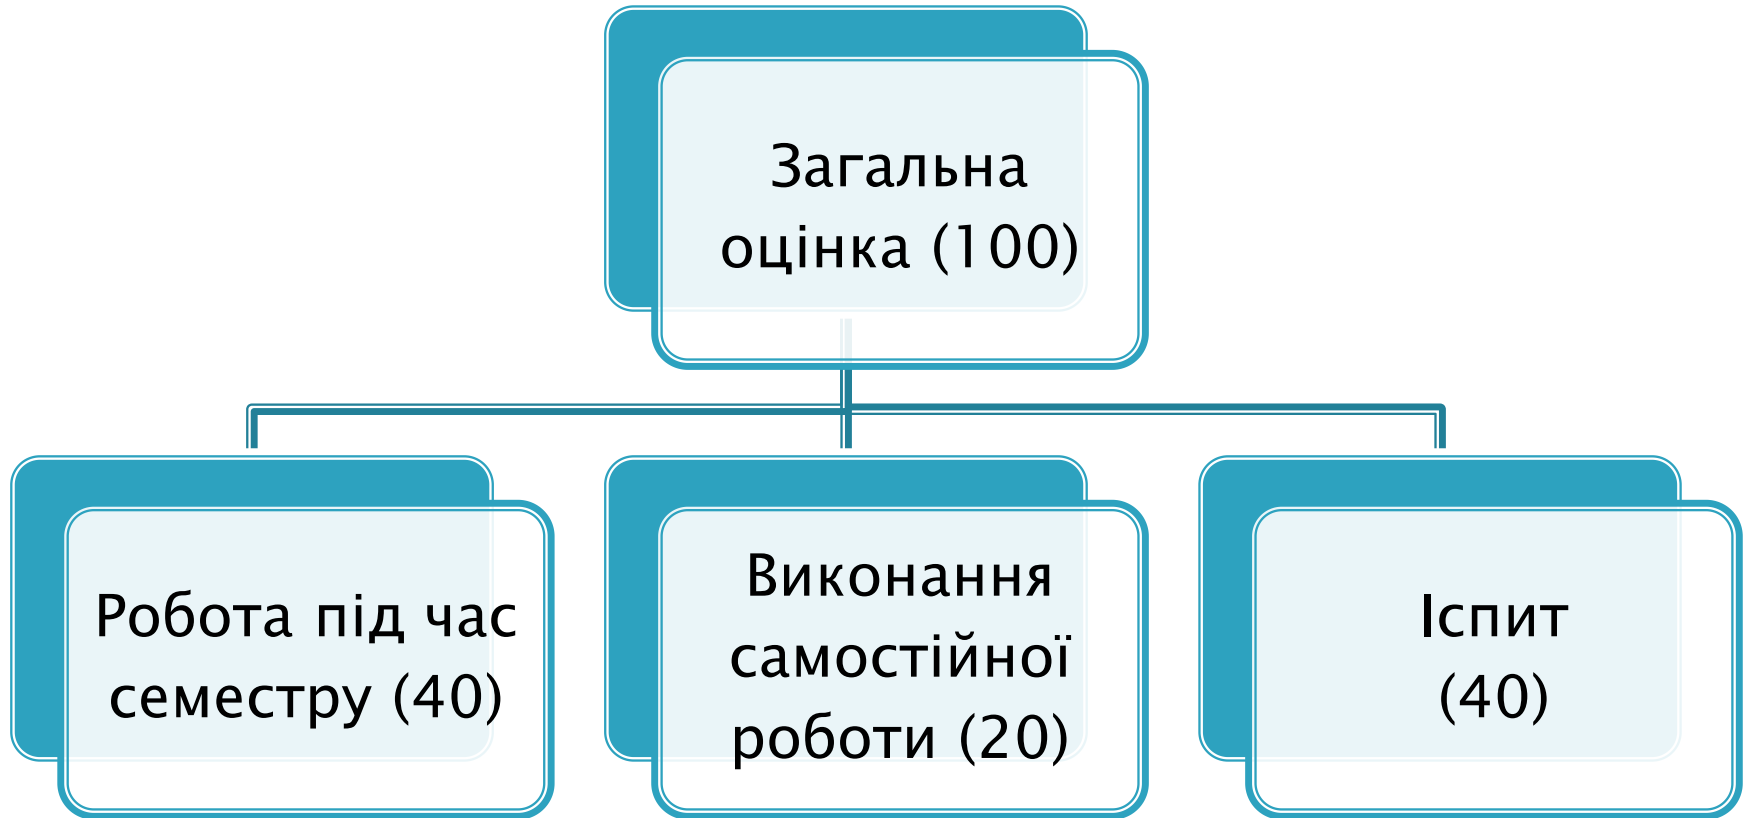 Загальна
оцінка (100)
Робота під час
семестру (40)
Виконання
самостійної
роботи (20)
Іспит
(40)